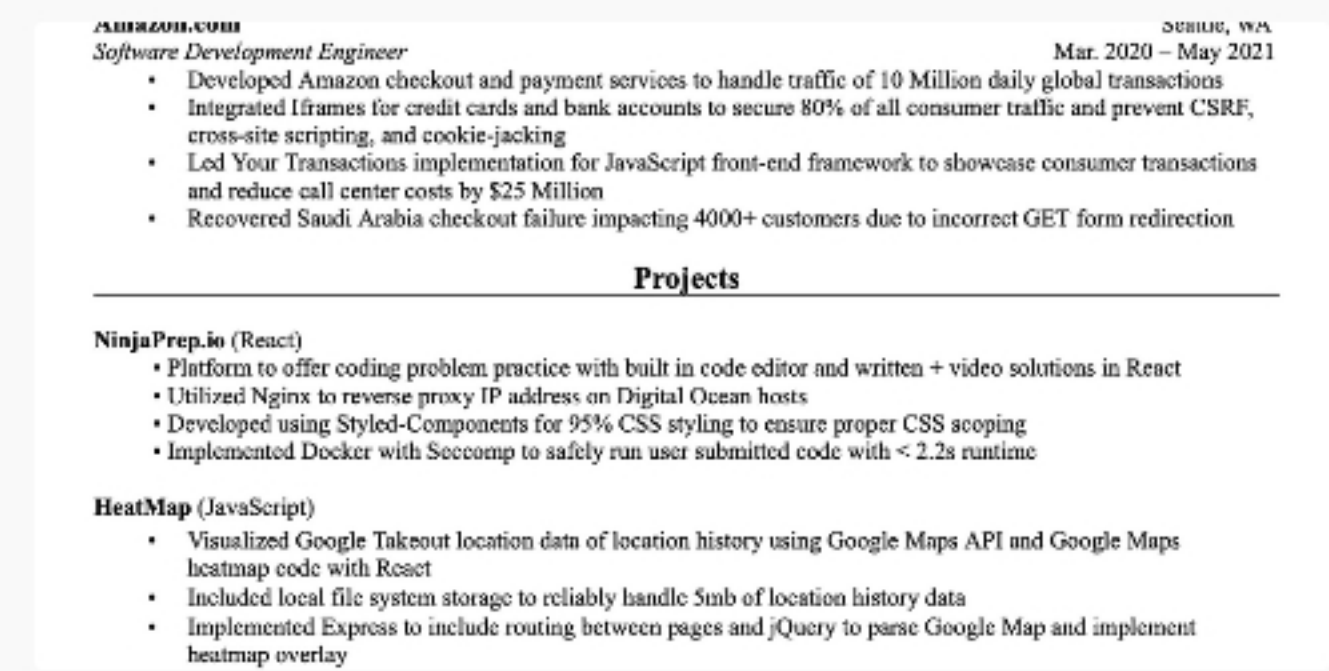 Amazon.com Seattle, WA
Software Development Engineer Mar. 2020 – May 2021
• Developed Amazon checkout and payment services to handle traffic of 10 Million daily global transactions
• Integrated Iframes for credit cards and bank accounts to secure 80% of all consumer traffic and prevent CSRF,
cross-site scripting, and cookie-jacking
• Led Your Transactions implementation for JavaScript front-end framework to showcase consumer transactions
and reduce call center costs by $25 Million
• Recovered Saudi Arabia checkout failure impacting 4000+ customers due to incorrect GET form redirection
Projects
NinjaPrep.io (React)
• Platform to offer coding problem practice with built in code editor and written + video solutions in React
• Utilized Nginx to reverse proxy IP address on Digital Ocean hosts
• Developed using Styled-Components for 95% CSS styling to ensure proper CSS scoping
• Implemented Docker with Seccomp to safely run user submitted code with < 2.2s runtime
HeatMap (JavaScript)
• Visualized Google Takeout location data of location history using Google Maps API and Google Maps
heatmap code with React
• Included local file system storage to reliably handle 5mb of location history data
• Implemented Express to include routing between pages and jQuery to parse Google Map and implement
heatmap overlay